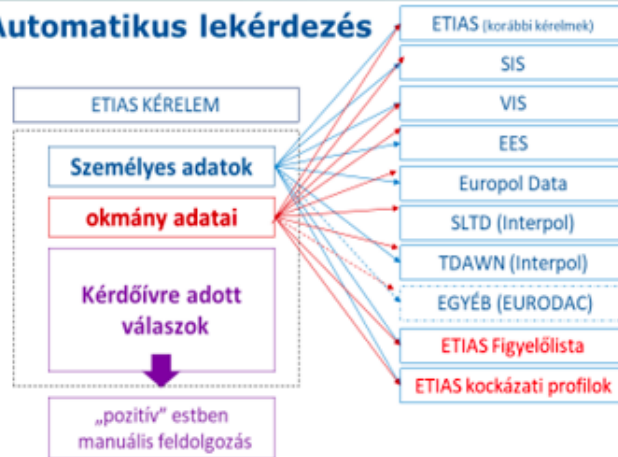 Automatikus lekérdezés
ETIAS KÉRELEM
Személyes adatok
okmány adatai
Kérdőívre adott
válaszok
„pozitív” estben
manuális feldolgozás
ETIAS (korábbi kérelmek)
SIS
VIS
EES
Europol Data
SLTD (Interpol)
TDAWN (Interpol)
EGYÉB (EURODAC)
ETIAS Figyelőlista
ETIAS kockázati profilok